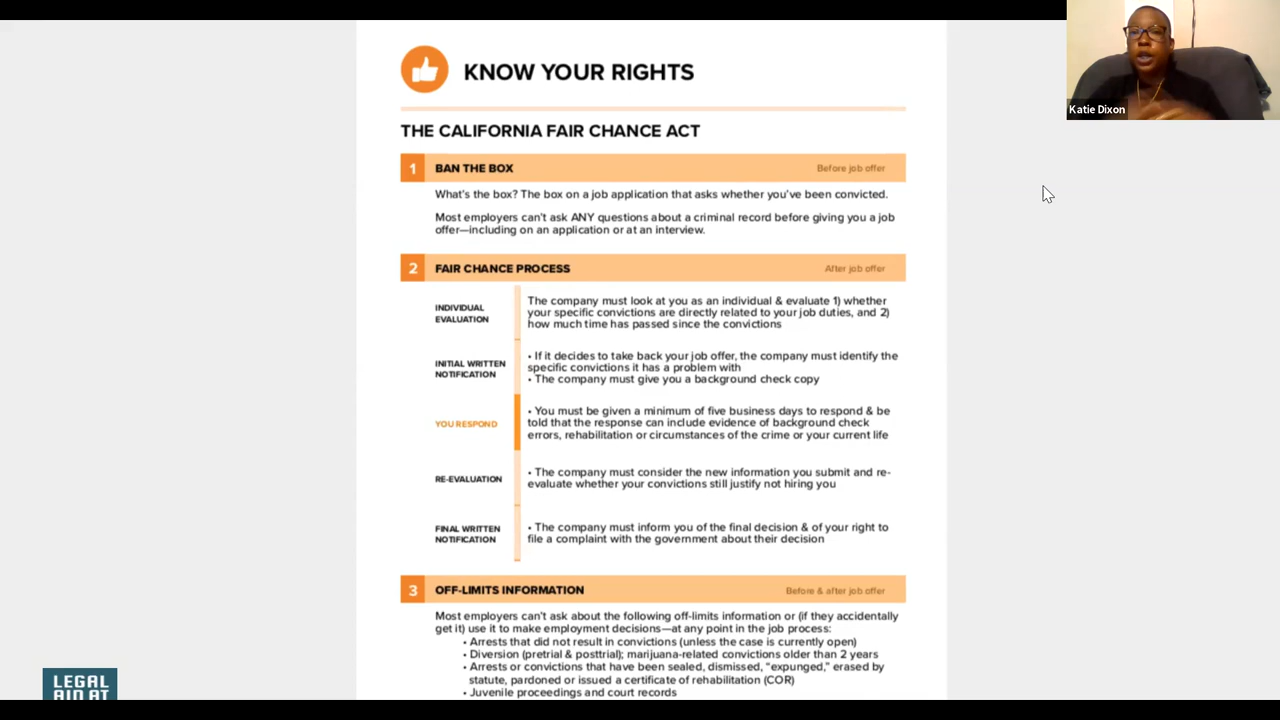 KNOW YOUR RIGHTS
Katie Dixon
THE CALIFORNIA FAIR CHANCE ACT
1 BAN THE BOX Before job offer
What's the box? The box on a job application that asks whether you've been convicted.
Most employers can't ask ANY questions about a criminal record before giving you a job
offer—including on an application or at an interview.
2 FAIR CHANCE PROCESS After job offer
INDIVIDUAL
EVALUATION
The company must look at you as an individual & evaluate 1) whether
your specific convictions are directly related to your job duties, and 2)
how much time has passed since the convictions
INITIAL WRITTEN
NOTIFICATION
• If it decides to take back your job offer, the company must identify the
specific convictions it has a problem with
• The company must give you a background check copy
YOU RESPOND
• You must be given a minimum of five business days to respond & be
told that the response can include evidence of background check
errors, rehabilitation or circumstances of the crime or your current life
RE-EVALUATION
• The company must consider the new information you submit and re-
evaluate whether your convictions still justify not hiring you
FINAL WRITTEN
NOTIFICATION
• The company must inform you of the final decision & of your right to
file a complaint with the government about their decision
3 OFF-LIMITS INFORMATION Before & after job offer
Most employers can't ask about the following off-limits information or (if they accidentally
get it) use it to make employment decisions—at any point in the job process:
• Arrests that did not result in convictions (unless the case is currently open)
• Diversion (pretrial & posttrial); marijuana-related convictions older than 2 years
• Arrests or convictions that have been sealed, dismissed, "expunged," erased by
statute, pardoned or issued a certificate of rehabilitation (COR)
• Juvenile proceedings and court records
LEGAL
AID AT